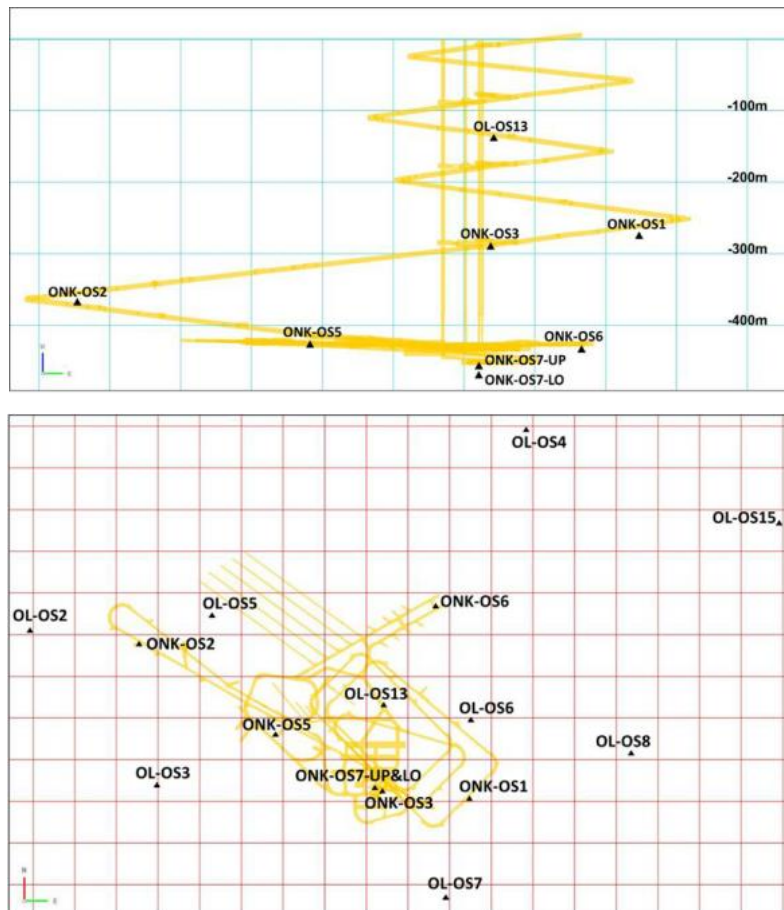 -100m
OL-OS13
-200m
ONK-OS3
ONK-OS1
-300m
ONK-OS2
ONK-OS5
-400m
ONK-OS6
ONK-OS7-UP
ONK-OS7-LO
E
OL-OS4
OL-OS15
ONK-OS6
OL-OS5
OL-OS2
ONK-OS2
OL-OS13
OL-OS6
ONK-OS5
OL-OS8
OL-OS3
ONK-OS7-UP&LO
ONK-OS1
ONK-OS3
N
E
OL-OS7